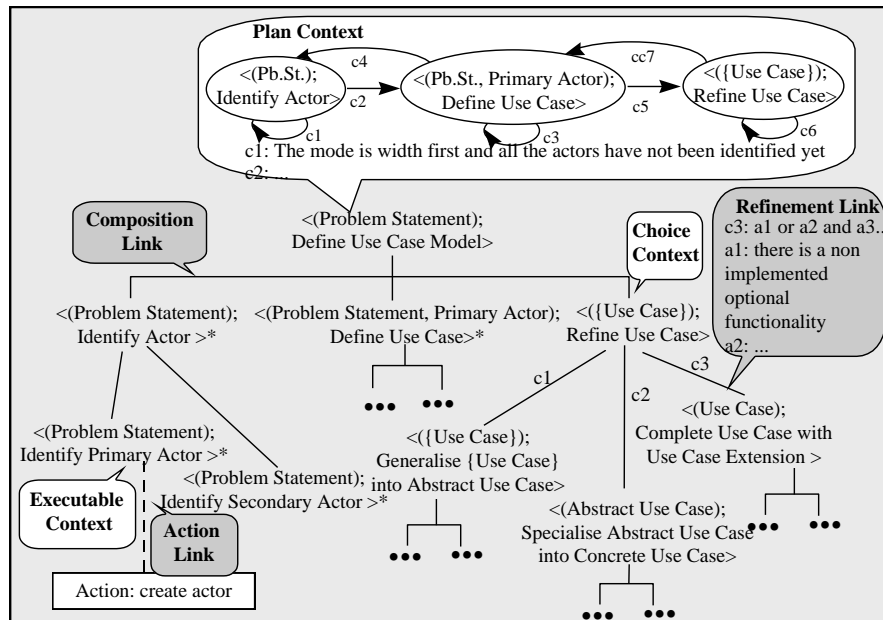 Plan Context
c4
cc7
<(Pb.St.);
Identify Actor>
<(Pb.St., Primary Actor);
Define Use Case>
<({Use Case});
Refine Use Case>
c2
c5
c1
c3
c6
c1: The mode is width first and all the actors have not been identified yet
c2: ...
Composition
Link
<(Problem Statement);
Define Use Case Model>
Choice
Context
Refinement Link
c3: a1 or a2 and a3..
a1: there is a non
implemented
optional
functionality
a2: ...
<(Problem Statement);
Identify Actor >*
<(Problem Statement, Primary Actor);
Define Use Case>*
<({Use Case});
Refine Use Case>
c1
c2
c3
<(Problem Statement);
Identify Primary Actor >*
<(Problem Statement);
Identify Secondary Actor >*
<({Use Case});
Generalise {Use Case}
into Abstract Use Case>
<(Use Case);
Complete Use Case with
Use Case Extension >
<(Abstract Use Case);
Specialise Abstract Use Case
into Concrete Use Case>
Executable
Context
Action
Link
Action: create actor